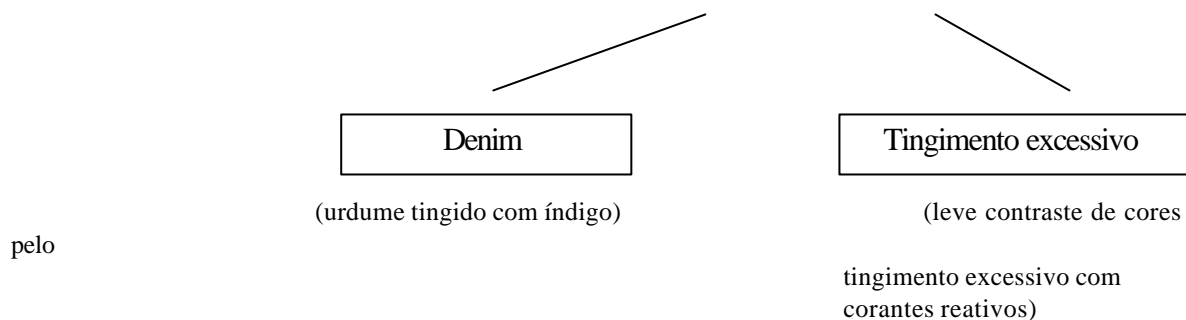 Denim
Tingimento excessivo
(urdume tingido com índigo)
(leve contraste de cores
pelo
tingimento excessivo com
corantes reativos)